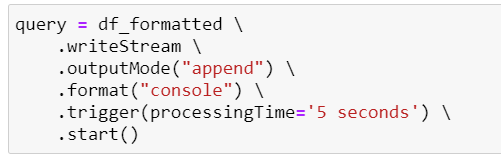 query = df_formatted \
    .writeStream \
    .outputMode("append") \
    .format("console") \
    .trigger(processingTime='5 seconds') \
    .start()